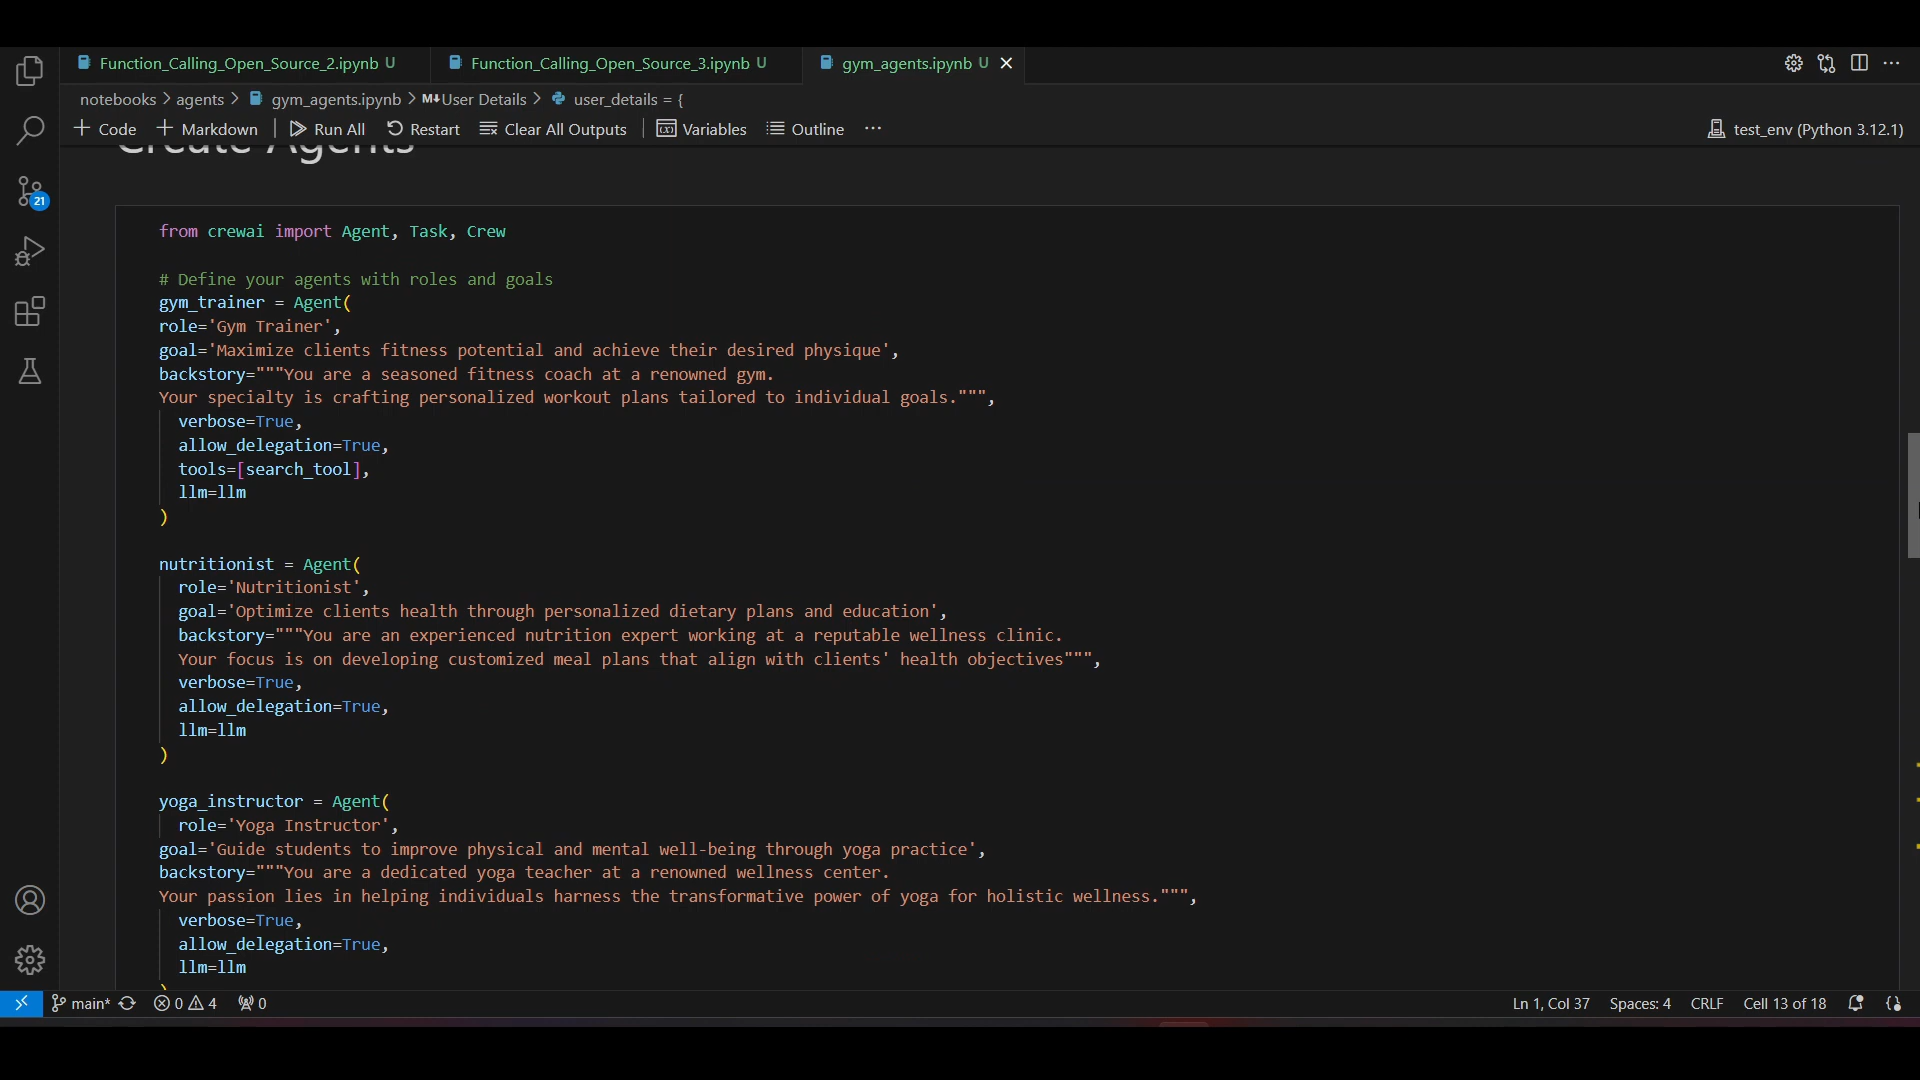 Function_Calling_Open_Source_2.ipynb U
Function_Calling_Open_Source_3.ipynb U
gym_agents.ipynb U
notebooks > agents > gym_agents.ipynb > M↓User Details > user_details = {
Code
Markdown
Run All
Restart
Clear All Outputs
Variables
Outline
···
test_env (Python 3.12.1)
Create Agents
21
from crewai import Agent, Task, Crew
# Define your agents with roles and goals
gym_trainer = Agent(
role='Gym Trainer',
goal='Maximize clients fitness potential and achieve their desired physique',
backstory="""You are a seasoned fitness coach at a renowned gym.
Your specialty is crafting personalized workout plans tailored to individual goals.""",
verbose=True,
allow_delegation=True,
tools=[search_tool],
llm=llm
)
nutritionist = Agent(
role='Nutritionist',
goal='Optimize clients health through personalized dietary plans and education',
backstory="""You are an experienced nutrition expert working at a reputable wellness clinic.
Your focus is on developing customized meal plans that align with clients' health objectives""",
verbose=True,
allow_delegation=True,
llm=llm
)
yoga_instructor = Agent(
role='Yoga Instructor',
goal='Guide students to improve physical and mental well-being through yoga practice',
backstory="""You are a dedicated yoga teacher at a renowned wellness center.
Your passion lies in helping individuals harness the transformative power of yoga for holistic wellness.""",
verbose=True,
allow_delegation=True,
llm=llm
)
main* 0 4 0
Ln 1, Col 37 Spaces: 4 CRLF Cell 13 of 18